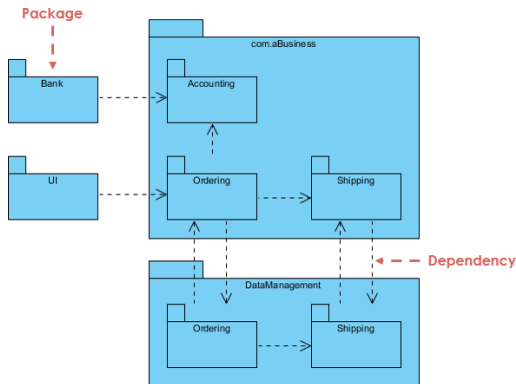 Package
com.aBusiness
Bank
Accounting
UI
Ordering
Shipping
Dependency
DataManagement
Ordering
Shipping